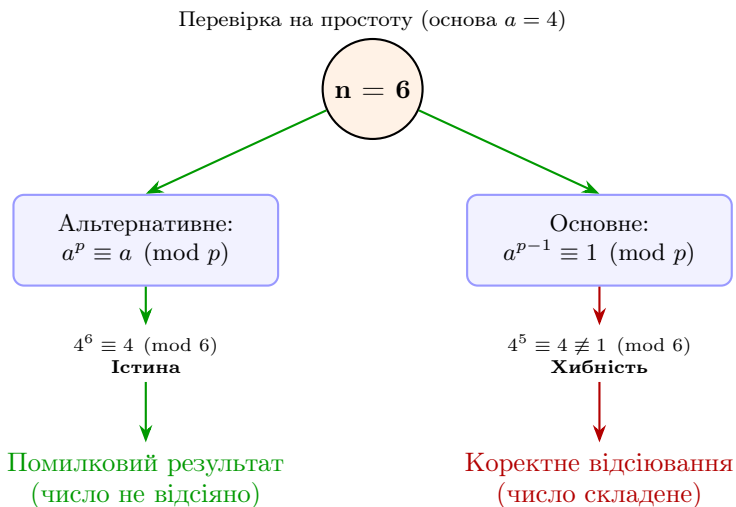 Перевірка на простоту (основа a = 4)
n = 6
Альтернативне:
a^p ≡ a (mod p)
Основне:
a^{p−1} ≡ 1 (mod p)
4^6 ≡ 4 (mod 6)
Істина
4^5 ≡ 4 ≢ 1 (mod 6)
Хибність
Помилковий результат
(число не відсіяно)
Коректне відсіювання
(число складене)